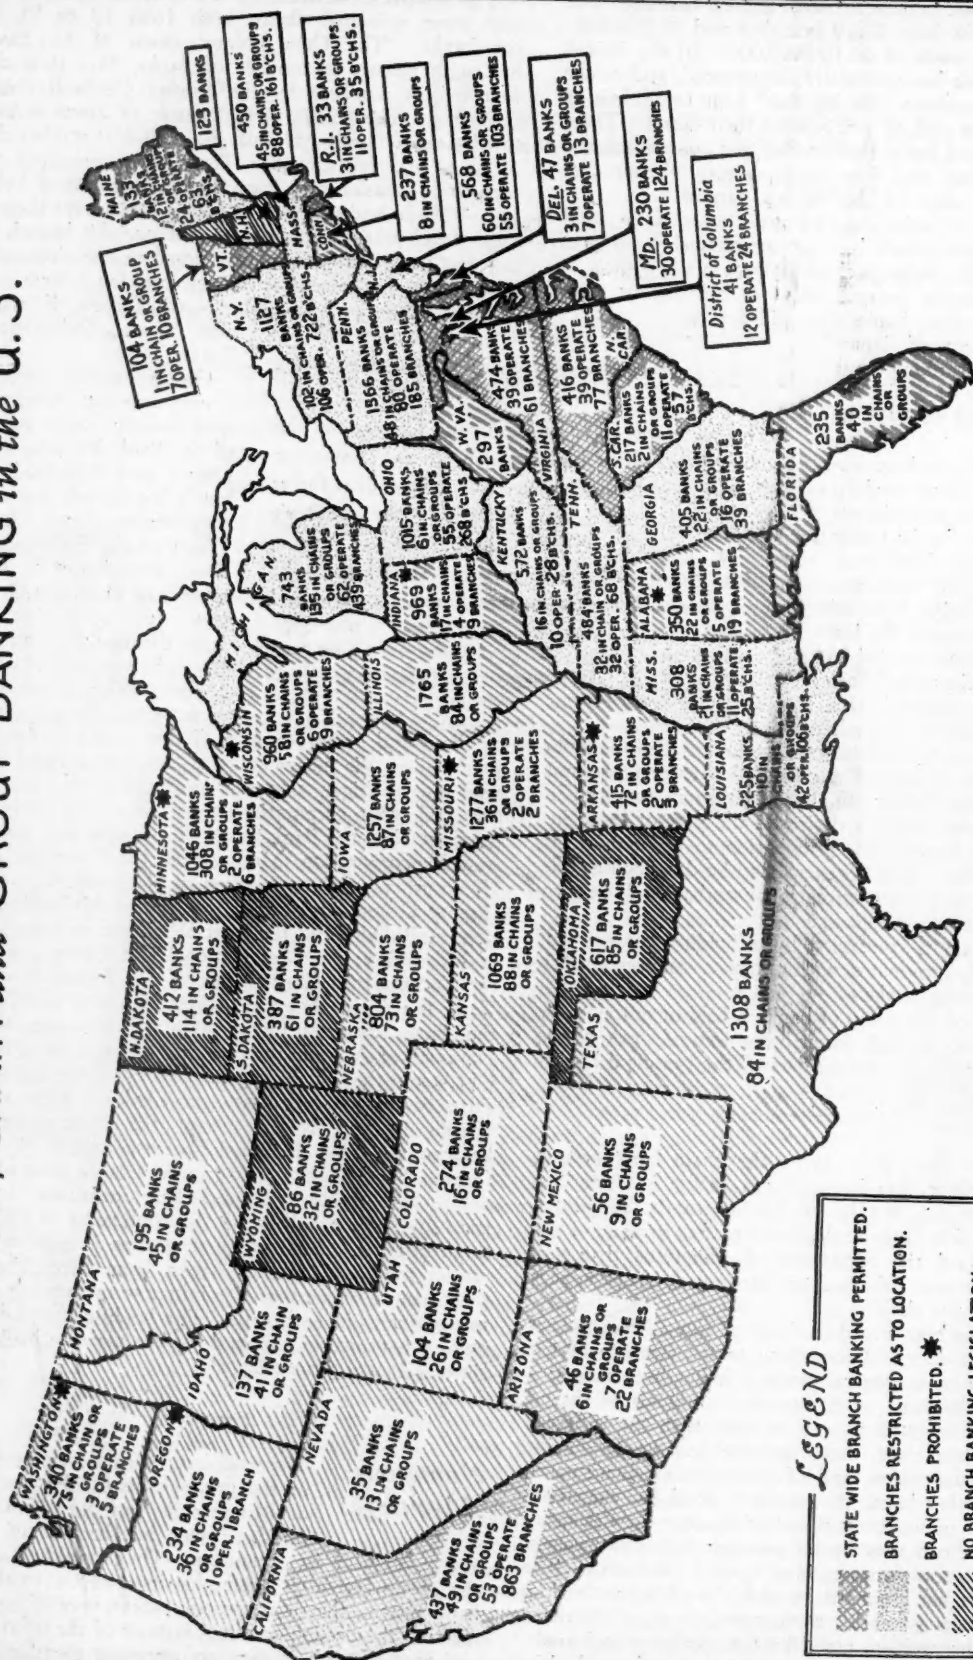 GROUP BANKING in the U.S.
WASHINGTON
340 BANKS
75 IN CHAIN OR
GROUPS
3 OPERATE
5 BRANCHES
OREGON
234 BANKS
36 IN CHAINS
OR GROUPS
1 OPER. 1 BRANCH
CALIFORNIA
437 BANKS
49 IN CHAINS
OR GROUPS
53 OPERATE
863 BRANCHES
NEVADA
35 BANKS
13 IN CHAINS
OR GROUPS
IDAHO
137 BANKS
41 IN CHAIN
OR GROUPS
MONTANA
195 BANKS
45 IN CHAINS
OR GROUPS
WYOMING
86 BANKS
32 IN CHAINS
OR GROUPS
UTAH
104 BANKS
26 IN CHAINS
OR GROUPS
COLORADO
274 BANKS
16 IN CHAINS
OR GROUPS
ARIZONA
46 BANKS
6 IN CHAINS OR
GROUPS
7 OPERATE
22 BRANCHES
NEW MEXICO
56 BANKS
9 IN CHAINS
OR GROUPS
N. DAKOTA
412 BANKS
114 IN CHAINS
OR GROUPS
S. DAKOTA
387 BANKS
61 IN CHAINS
OR GROUPS
NEBRASKA
804 BANKS
73 IN CHAINS
OR GROUPS
KANSAS
1069 BANKS
88 IN CHAINS
OR GROUPS
OKLAHOMA
617 BANKS
85 IN CHAINS
OR GROUPS
TEXAS
1308 BANKS
84 IN CHAINS OR GROUPS
MINNESOTA
1046 BANKS
308 IN CHAINS
OR GROUPS
2 OPERATE
6 BRANCHES
IOWA
1257 BANKS
87 IN CHAINS
OR GROUPS
MISSOURI
1277 BANKS
36 IN CHAINS
OR GROUPS
2 OPERATE
2 BRANCHES
ARKANSAS
415 BANKS
72 IN CHAINS
OR GROUPS
2 OPERATE
3 BRANCHES
LOUISIANA
225 BANKS
10 IN
CHAINS
OR GROUPS
42 OPER. 106 B'CHS.
WISCONSIN
960 BANKS
58 IN CHAINS
OR GROUPS
6 OPERATE
9 BRANCHES
ILLINOIS
1765
BANKS
84 IN CHAINS
OR GROUPS
MICHIGAN
743
BANKS
135 IN CHAINS
OR GROUPS
62 OPERATE
439 BRANCHES
INDIANA
969
BANKS
17 IN CHAINS
4 OPERATE
9 BRANCHES
OHIO
1015 BANKS
6 IN CHAINS
OR GROUPS
55 OPERATE
268 B'CHS.
KENTUCKY
572 BANKS
16 IN CHAINS OR GROUPS
10 OPER. 28 B'CHS.
TENN.
484 BANKS
32 IN CHAIN OR GROUPS
32 OPER. 68 B'CHS.
MISS.
308
BANKS
21 IN CHAINS
OR GROUPS
11 OPERATE
25 B'CHS.
ALABAMA
350 BANKS
22 IN CHAINS
OR GROUPS
5 OPERATE
19 BRANCHES
GEORGIA
405 BANKS
23 IN CHAINS
OR GROUPS
16 OPERATE
39 BRANCHES
FLORIDA
235
BANKS
40
IN
CHAINS
OR
GROUPS
S. CAR.
217 BANKS
2 IN CHAINS
OR GROUPS
11 OPERATE
57
B'CHS.
N.
CAR.
416 BANKS
39 OPERATE
77 BRANCHES
VIRGINIA
474 BANKS
39 OPERATE
61 BRANCHES
W. VA.
297
BANKS
PENN.
1566 BANKS
48 IN CHAINS OR GROUPS
80 OPERATE
185 BRANCHES
N.Y.
1127
BANKS
102 IN CHAINS OR GROUPS
106 OPER. 722 B'CHS.
N.J.
VT.
N.H.
MASS.
CONN.
MAINE
133
BANKS
12 IN CHAINS
OR GROUPS
24 OPERATE
63
B'CHS.
104 BANKS
1 IN CHAIN OR GROUP
7 OPER. 10 BRANCHES
123 BANKS
450 BANKS
45 IN CHAINS OR GROUPS
88 OPER. 161 B'CHS.
R.I. 33 BANKS
3 IN CHAINS OR GROUPS
11 OPER. 35 B'CHS.
237 BANKS
8 IN CHAINS OR GROUPS
568 BANKS
60 IN CHAINS OR GROUPS
55 OPERATE 103 BRANCHES
DEL. 47 BANKS
3 IN CHAINS OR GROUPS
7 OPERATE 13 BRANCHES
MD. 230 BANKS
30 OPERATE 124 BRANCHES
District of Columbia
41 BANKS
12 OPERATE 24 BRANCHES
LEGEND
STATE WIDE BRANCH BANKING PERMITTED.
BRANCHES RESTRICTED AS TO LOCATION.
BRANCHES PROHIBITED.
NO BRANCH BANKING